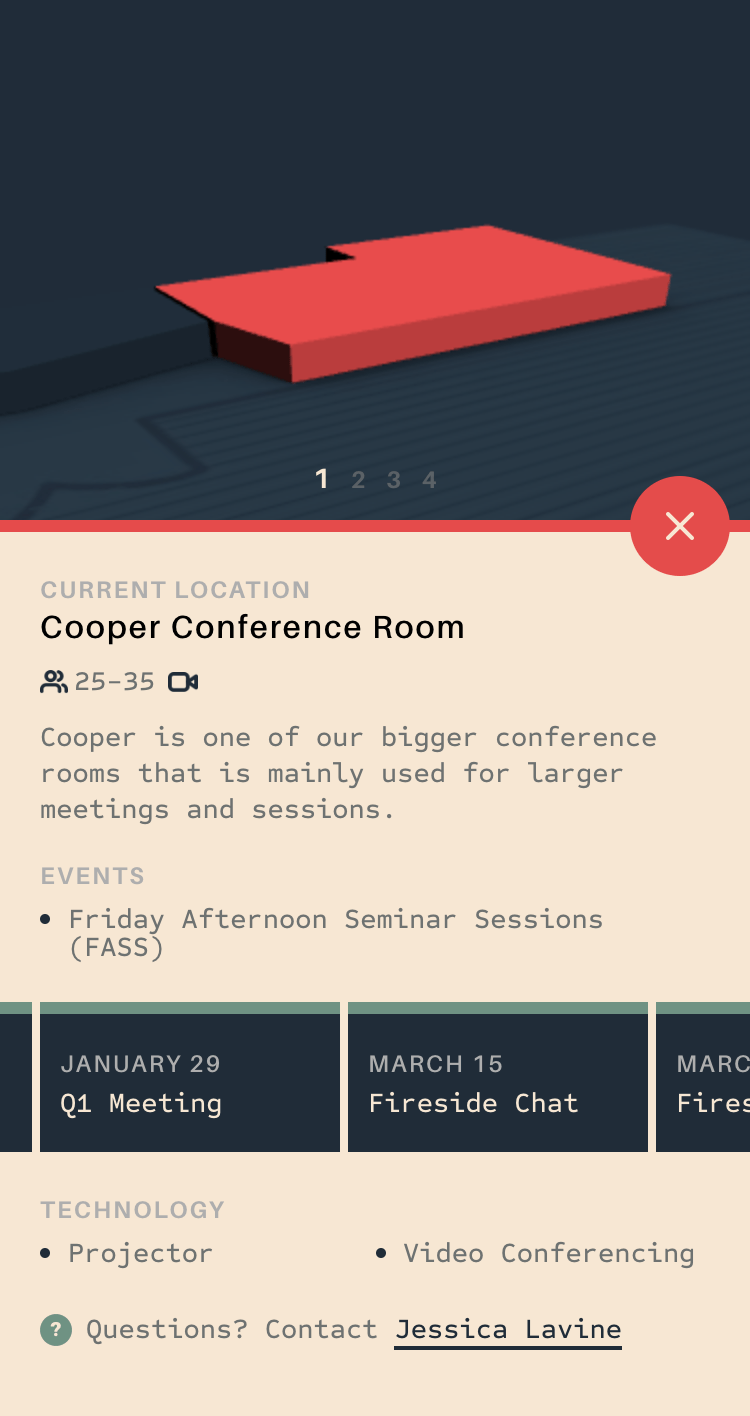 1 2 3 4
CURRENT LOCATION
Cooper Conference Room
25–35
Cooper is one of our bigger conference
rooms that is mainly used for larger
meetings and sessions.
EVENTS
• Friday Afternoon Seminar Sessions
(FASS)
JANUARY 29
Q1 Meeting
MARCH 15
Fireside Chat
MARC
Fires
TECHNOLOGY
• Projector
• Video Conferencing
? Questions? Contact Jessica Lavine